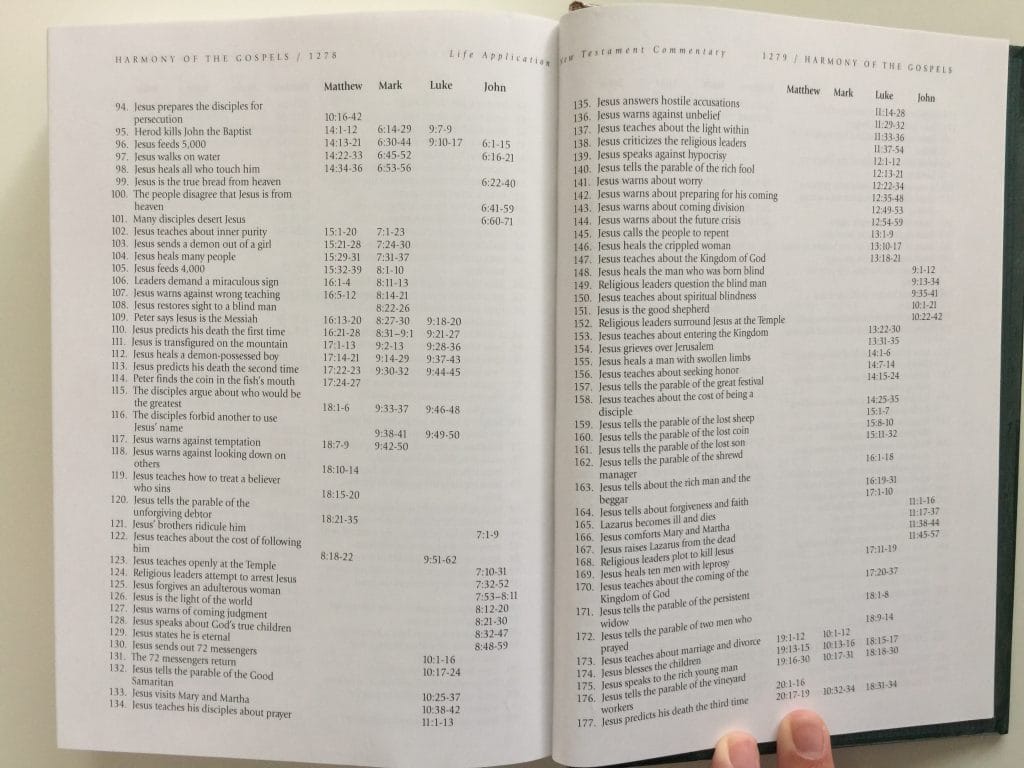 HARMONY OF THE GOSPELS / 1278
Life Application
Matthew Mark Luke John
94. Jesus prepares the disciples for
persecution 10:16-42
95. Herod kills John the Baptist 14:1-12 6:14-29 9:7-9
96. Jesus feeds 5,000 14:13-21 6:30-44 9:10-17 6:1-15
97. Jesus walks on water 14:22-33 6:45-52 6:16-21
98. Jesus heals all who touch him 14:34-36 6:53-56
99. Jesus is the true bread from heaven 6:22-40
100. The people disagree that Jesus is from
heaven 6:41-59
101. Many disciples desert Jesus 6:60-71
102. Jesus teaches about inner purity 15:1-20 7:1-23
103. Jesus sends a demon out of a girl 15:21-28 7:24-30
104. Jesus heals many people 15:29-31 7:31-37
105. Jesus feeds 4,000 15:32-39 8:1-10
106. Leaders demand a miraculous sign 16:1-4 8:11-13
107. Jesus warns against wrong teaching 16:5-12 8:14-21
108. Jesus restores sight to a blind man 8:22-26
109. Peter says Jesus is the Messiah 16:13-20 8:27-30 9:18-20
110. Jesus predicts his death the first time 16:21-28 8:31–9:1 9:21-27
111. Jesus is transfigured on the mountain 17:1-13 9:2-13 9:28-36
112. Jesus heals a demon-possessed boy 17:14-21 9:14-29 9:37-43
113. Jesus predicts his death the second time 17:22-23 9:30-32 9:44-45
114. Peter finds the coin in the fish's mouth 17:24-27
115. The disciples argue about who would be
the greatest 18:1-6 9:33-37 9:46-48
116. The disciples forbid another to use
Jesus' name 9:38-41 9:49-50
117. Jesus warns against temptation 18:7-9 9:42-50
118. Jesus warns against looking down on
others 18:10-14
119. Jesus teaches how to treat a believer
who sins 18:15-20
120. Jesus tells the parable of the
unforgiving debtor 18:21-35
121. Jesus' brothers ridicule him 7:1-9
122. Jesus teaches about the cost of following
him 8:18-22 9:51-62
123. Jesus teaches openly at the Temple 7:10-31
124. Religious leaders attempt to arrest Jesus 7:32-52
125. Jesus forgives an adulterous woman 7:53–8:11
126. Jesus is the light of the world 8:12-20
127. Jesus warns of coming judgment 8:21-30
128. Jesus speaks about God's true children 8:32-47
129. Jesus states he is eternal 8:48-59
130. Jesus sends out 72 messengers 10:1-16
131. The 72 messengers return 10:17-24
132. Jesus tells the parable of the Good
Samaritan 10:25-37
133. Jesus visits Mary and Martha 10:38-42
134. Jesus teaches his disciples about prayer 11:1-13
New Testament Commentary
1279 / HARMONY OF THE GOSPELS
Matthew Mark Luke John
135. Jesus answers hostile accusations 11:14-28
136. Jesus warns against unbelief 11:29-32
137. Jesus teaches about the light within 11:33-36
138. Jesus criticizes the religious leaders 11:37-54
139. Jesus speaks against hypocrisy 12:1-12
140. Jesus tells the parable of the rich fool 12:13-21
141. Jesus warns about worry 12:22-34
142. Jesus warns about preparing for his coming 12:35-48
143. Jesus warns about coming division 12:49-53
144. Jesus warns about the future crisis 12:54-59
145. Jesus calls the people to repent 13:1-9
146. Jesus heals the crippled woman 13:10-17
147. Jesus teaches about the Kingdom of God 13:18-21
148. Jesus heals the man who was born blind 9:1-12
149. Religious leaders question the blind man 9:13-34
150. Jesus teaches about spiritual blindness 9:35-41
151. Jesus is the good shepherd 10:1-21
152. Religious leaders surround Jesus at the Temple 10:22-42
153. Jesus teaches about entering the Kingdom 13:22-30
154. Jesus grieves over Jerusalem 13:31-35
155. Jesus heals a man with swollen limbs 14:1-6
156. Jesus teaches about seeking honor 14:7-14
157. Jesus tells the parable of the great festival 14:15-24
158. Jesus teaches about the cost of being a
disciple 14:25-35
159. Jesus tells the parable of the lost sheep 15:1-7
160. Jesus tells the parable of the lost coin 15:8-10
161. Jesus tells the parable of the lost son 15:11-32
162. Jesus tells the parable of the shrewd
manager 16:1-18
163. Jesus tells about the rich man and the
beggar 16:19-31
164. Jesus tells about forgiveness and faith 17:1-10
165. Lazarus becomes ill and dies 11:1-16
166. Jesus comforts Mary and Martha 11:17-37
167. Jesus raises Lazarus from the dead 11:38-44
168. Religious leaders plot to kill Jesus 11:45-57
169. Jesus heals ten men with leprosy 17:11-19
170. Jesus teaches about the coming of the
Kingdom of God 17:20-37
171. Jesus tells the parable of the persistent
widow 18:1-8
172. Jesus tells the parable of two men who
prayed 18:9-14
173. Jesus teaches about marriage and divorce 19:1-12 10:1-12
174. Jesus blesses the children 19:13-15 10:13-16 18:15-17
175. Jesus speaks to the rich young man 19:16-30 10:17-31 18:18-30
176. Jesus tells the parable of the vineyard
workers 20:1-16
177. Jesus predicts his death the third time 20:17-19 10:32-34 18:31-34